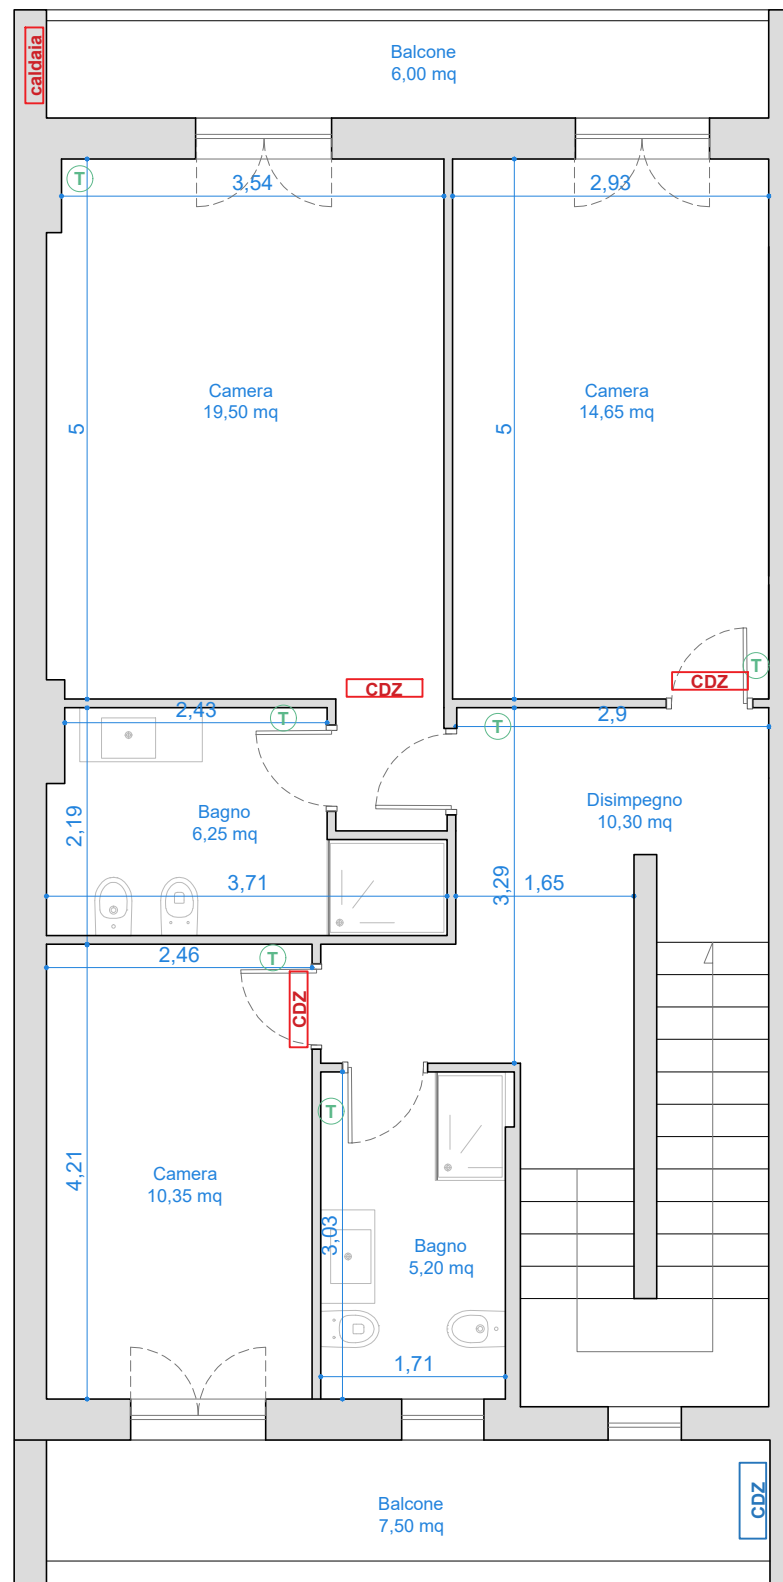 caldaia
Balcone
6,00 mq
T
3,54
2,93
Camera
19,50 mq
Camera
14,65 mq
5
5
T
CDZ
CDZ
2,43
T
T
2,9
Bagno
6,25 mq
Disimpegno
10,30 mq
2,19
3,71
3,29
1,65
2,46
T
CDZ
T
4,21
Camera
10,35 mq
3,03
Bagno
5,20 mq
1,71
Balcone
7,50 mq
CDZ